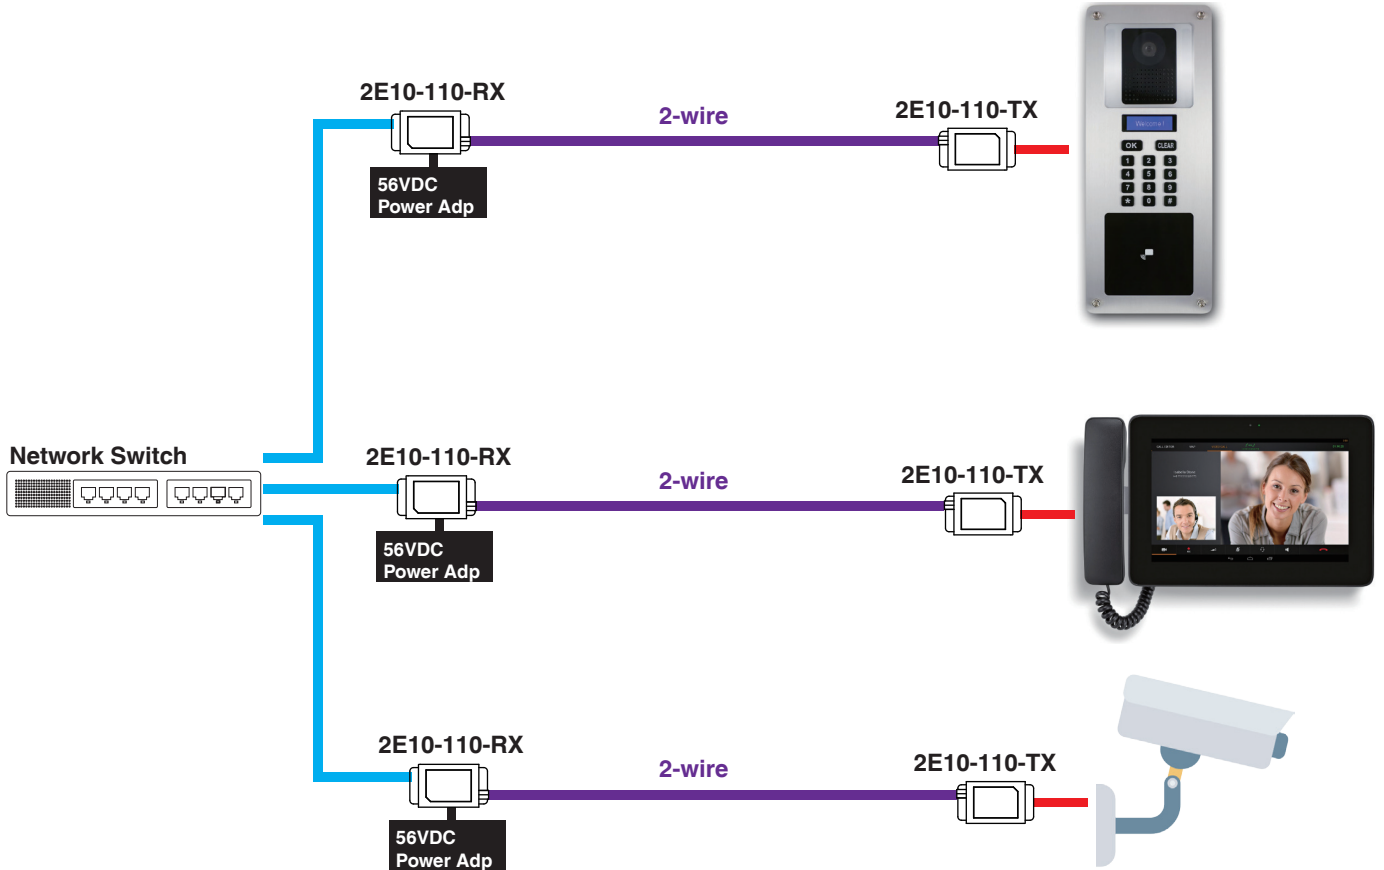 2E10-110-RX
2-wire
2E10-110-TX
56VDC
Power Adp
Welcome!
OK
CLEAR
1 2 3
4 5 6
7 8 9
* 0 #
Network Switch
2E10-110-RX
2-wire
2E10-110-TX
56VDC
Power Adp
2E10-110-RX
2-wire
2E10-110-TX
56VDC
Power Adp